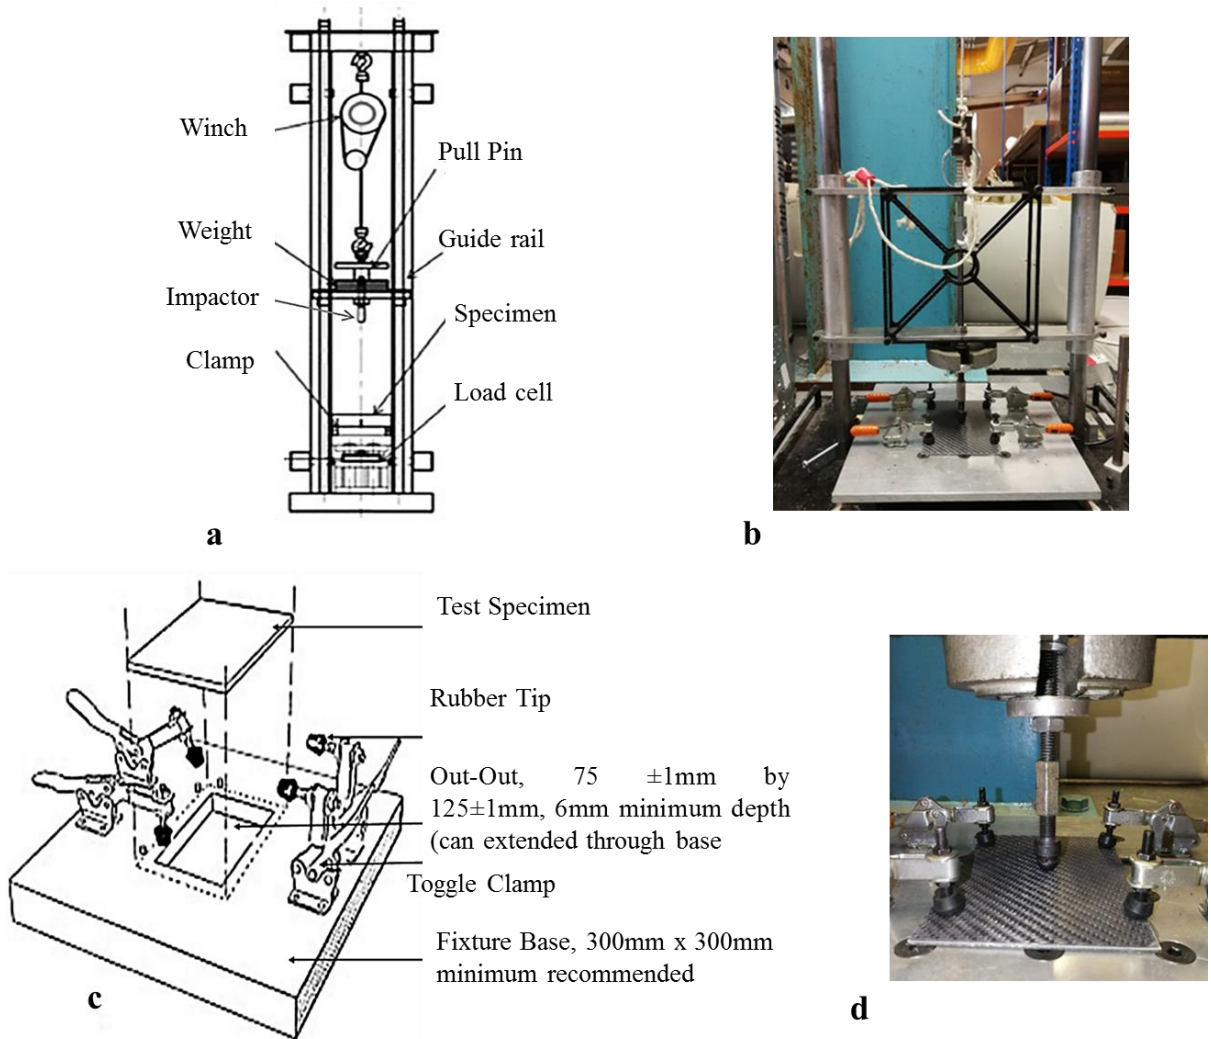 Winch
Pull Pin
Weight
Guide rail
Impactor
Specimen
Clamp
Load cell
a
b
Test Specimen
Rubber Tip
Out-Out, 75 ±1mm by
125±1mm, 6mm minimum depth
(can extended through base
Toggle Clamp
Fixture Base, 300mm x 300mm
minimum recommended
c
d